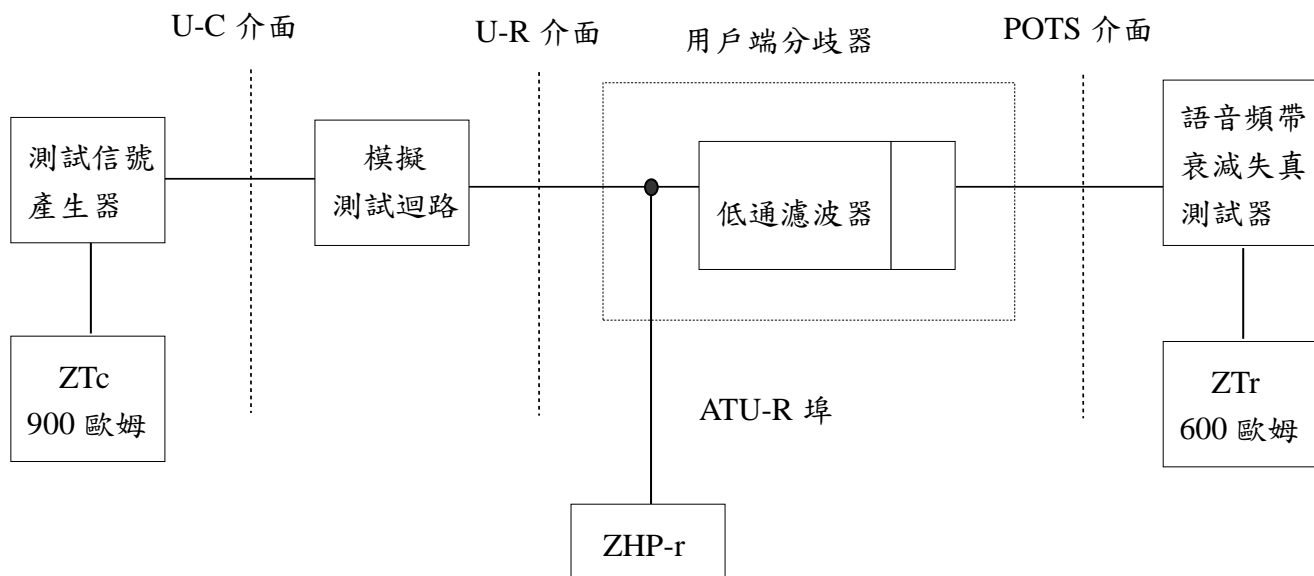 U-C 介面
U-R 介面
用戶端分歧器
POTS 介面
測試信號
產生器
模擬
測試迴路
低通濾波器
語音頻帶
衰減失真
測試器
ZTc
900 歐姆
ATU-R 埠
ZTr
600 歐姆
ZHP-r